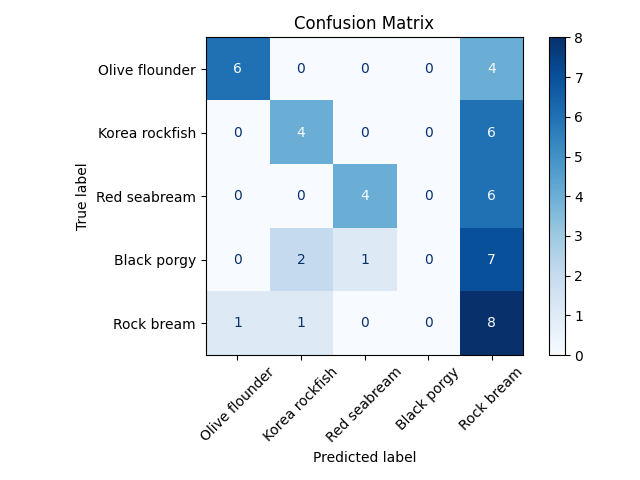 Confusion Matrix
Olive flounder 6 0 0 0 4
Korea rockfish 0 4 0 0 6
Red seabream 0 0 4 0 6
Black porgy 0 2 1 0 7
Rock bream 1 1 0 0 8
Olive flounder Korea rockfish Red seabream Black porgy Rock bream
Predicted label
True label
8
7
6
5
4
3
2
1
0